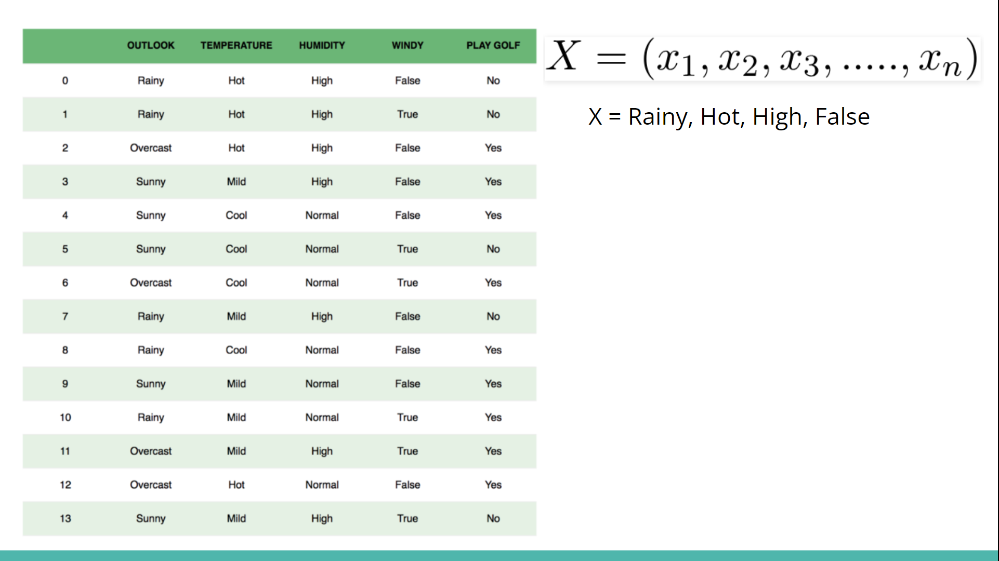 OUTLOOK TEMPERATURE HUMIDITY WINDY PLAY GOLF
0 Rainy Hot High False No
1 Rainy Hot High True No
2 Overcast Hot High False Yes
3 Sunny Mild High False Yes
4 Sunny Cool Normal False Yes
5 Sunny Cool Normal True No
6 Overcast Cool Normal True Yes
7 Rainy Mild High False No
8 Rainy Cool Normal False Yes
9 Sunny Mild Normal False Yes
10 Rainy Mild Normal True Yes
11 Overcast Mild High True Yes
12 Overcast Hot Normal False Yes
13 Sunny Mild High True No
X = (x₁, x₂, x₃, ....., xₙ)
X = Rainy, Hot, High, False